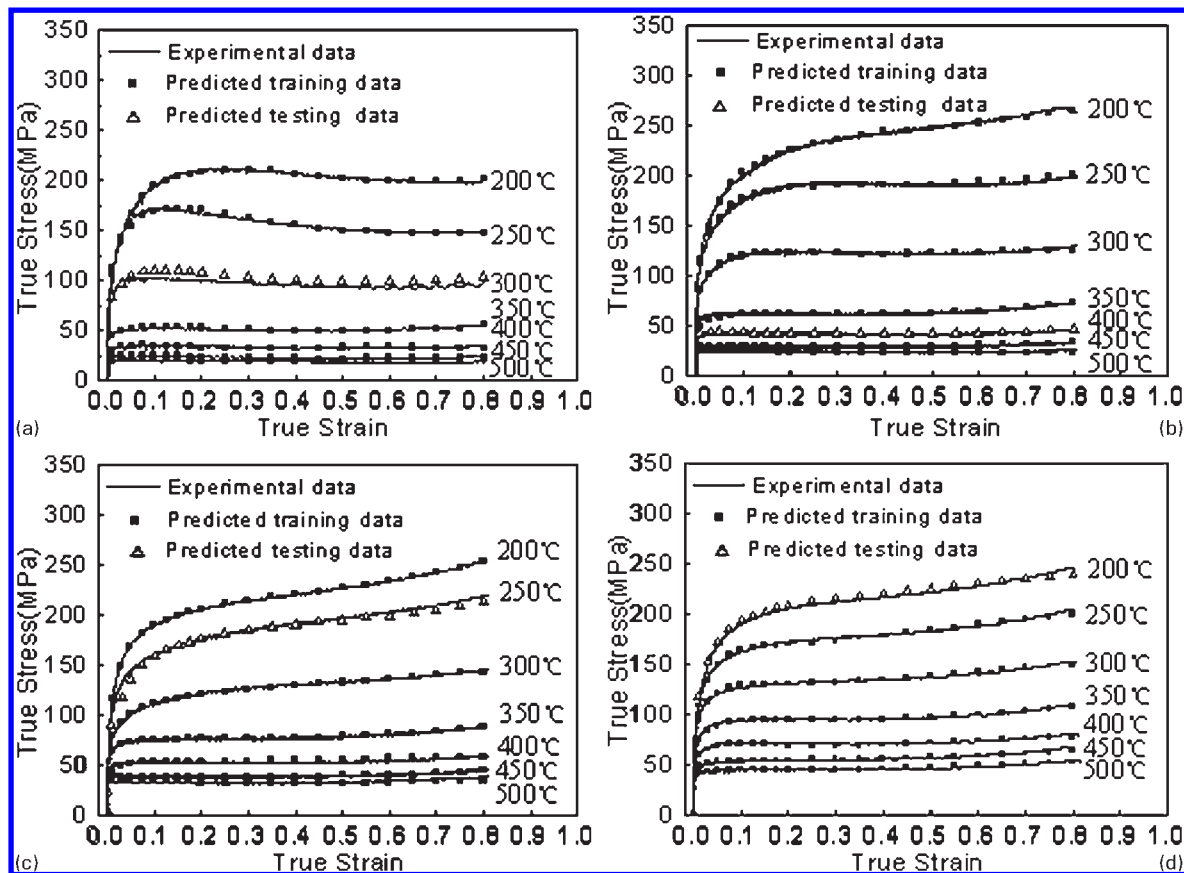 350
300
250
200
150
100
50
0
True Stress(MPa)
Experimental data
Predicted training data
Predicted testing data
200℃
250℃
300℃
350℃
400℃
450℃
500℃
0.0 0.1 0.2 0.3 0.4 0.5 0.6 0.7 0.8 0.9 1.0
True Strain
(a)
350
300
250
200
150
100
50
0
True Stress(MPa)
Experimental data
Predicted training data
Predicted testing data
200℃
250℃
300℃
350℃
400℃
450℃
500℃
0.0 0.1 0.2 0.3 0.4 0.5 0.6 0.7 0.8 0.9 1.0
True Strain
(b)
350
300
250
200
150
100
50
0
True Stress(MPa)
Experimental data
Predicted training data
Predicted testing data
200℃
250℃
300℃
350℃
400℃
450℃
500℃
0.0 0.1 0.2 0.3 0.4 0.5 0.6 0.7 0.8 0.9 1.0
True Strain
(c)
350
300
250
200
150
100
50
0
True Stress(MPa)
Experimental data
Predicted training data
Predicted testing data
200℃
250℃
300℃
350℃
400℃
450℃
500℃
0.0 0.1 0.2 0.3 0.4 0.5 0.6 0.7 0.8 0.9 1.0
True Strain
(d)